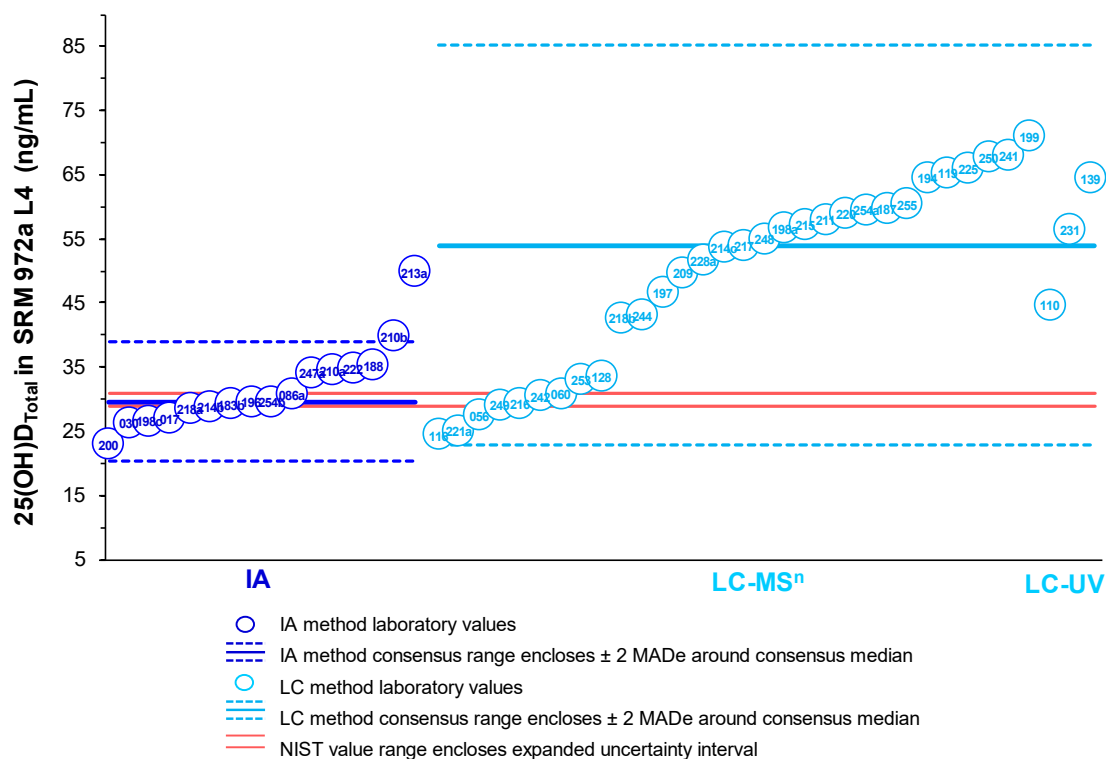 25(OH)D_Total in SRM 972a L4 (ng/mL)
85
75
65
55
45
35
25
15
5
200
030
198c
017
218a
214b
183b
196
254b
086a
247a
210a
222
188
210b
213a
221a
056
249
216
242
060
253
128
218b
244
197
209
228a
214c
217
248
198a
215
211
220
254a
187
255
194
119
225
250
241
199
110
231
139
IA
LC-MSⁿ
LC-UV
IA method laboratory values
IA method consensus range encloses ± 2 MADe around consensus median
LC method laboratory values
LC method consensus range encloses ± 2 MADe around consensus median
NIST value range encloses expanded uncertainty interval